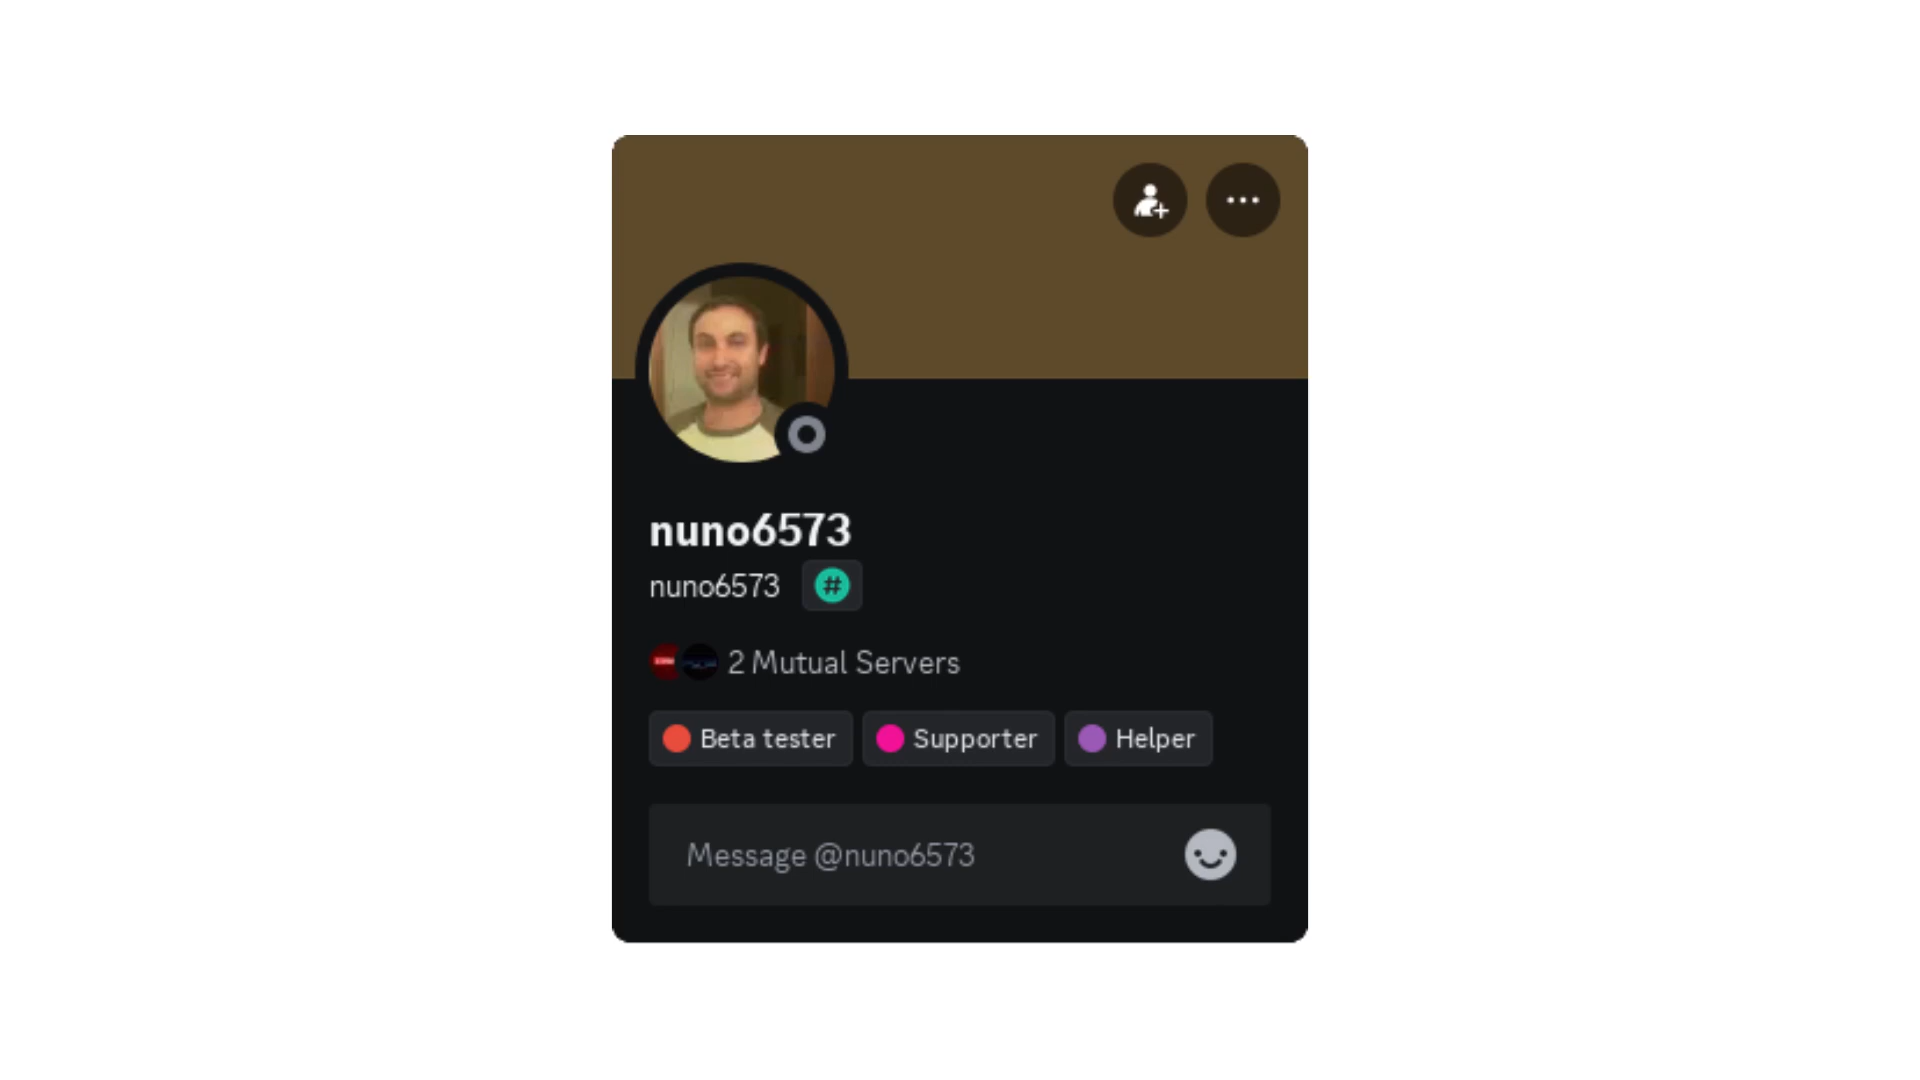 nuno6573
nuno6573 #
2 Mutual Servers
Beta tester Supporter Helper
Message @nuno6573